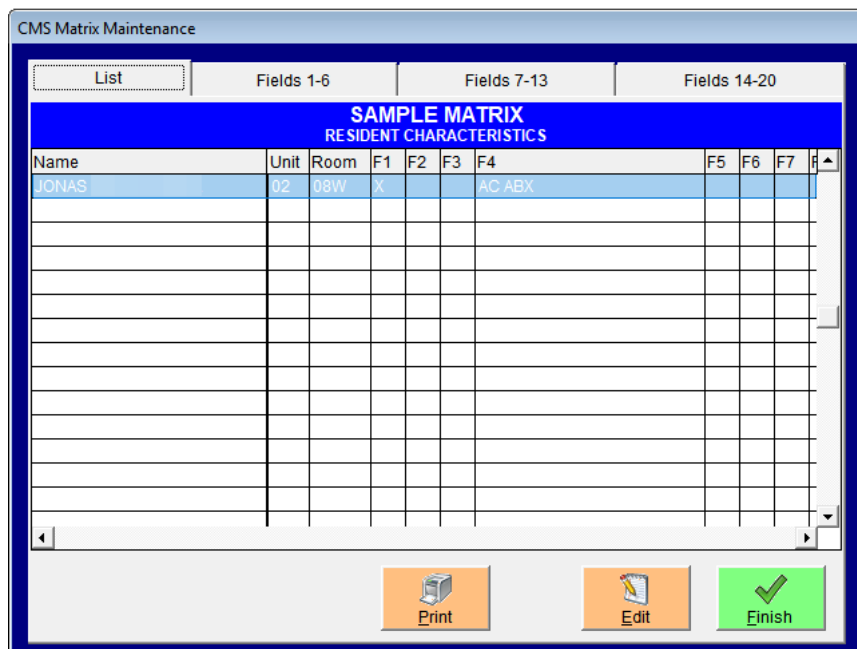 CMS Matrix Maintenance
List Fields 1-6 Fields 7-13 Fields 14-20
SAMPLE MATRIX
RESIDENT CHARACTERISTICS
Name Unit Room F1 F2 F3 F4 F5 F6 F7
JONAS 02 08W X AC ABX
Print Edit Finish